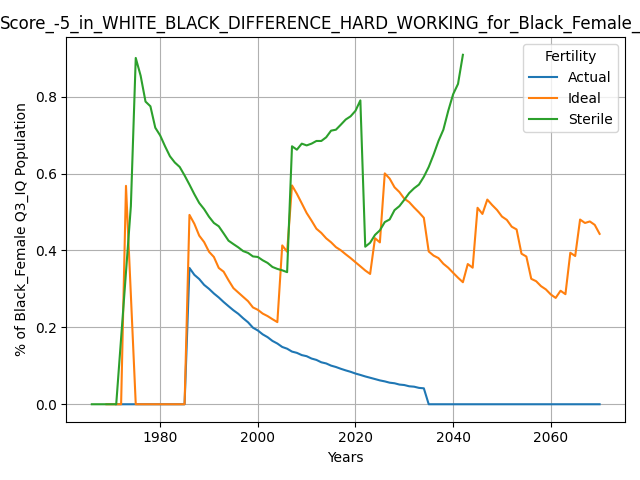 Score_-5_in_WHITE_BLACK_DIFFERENCE_HARD_WORKING_for_Black_Female_
% of Black_Female Q3_IQ Population
0.8
0.6
0.4
0.2
0.0
Fertility
Actual
Ideal
Sterile
1980 2000 2020 2040 2060
Years